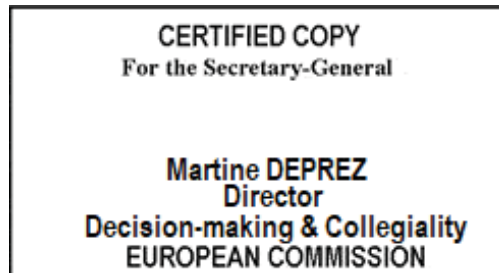 CERTIFIED COPY
For the Secretary-General
Martine DEPREZ
Director
Decision-making & Collegiality
EUROPEAN COMMISSION